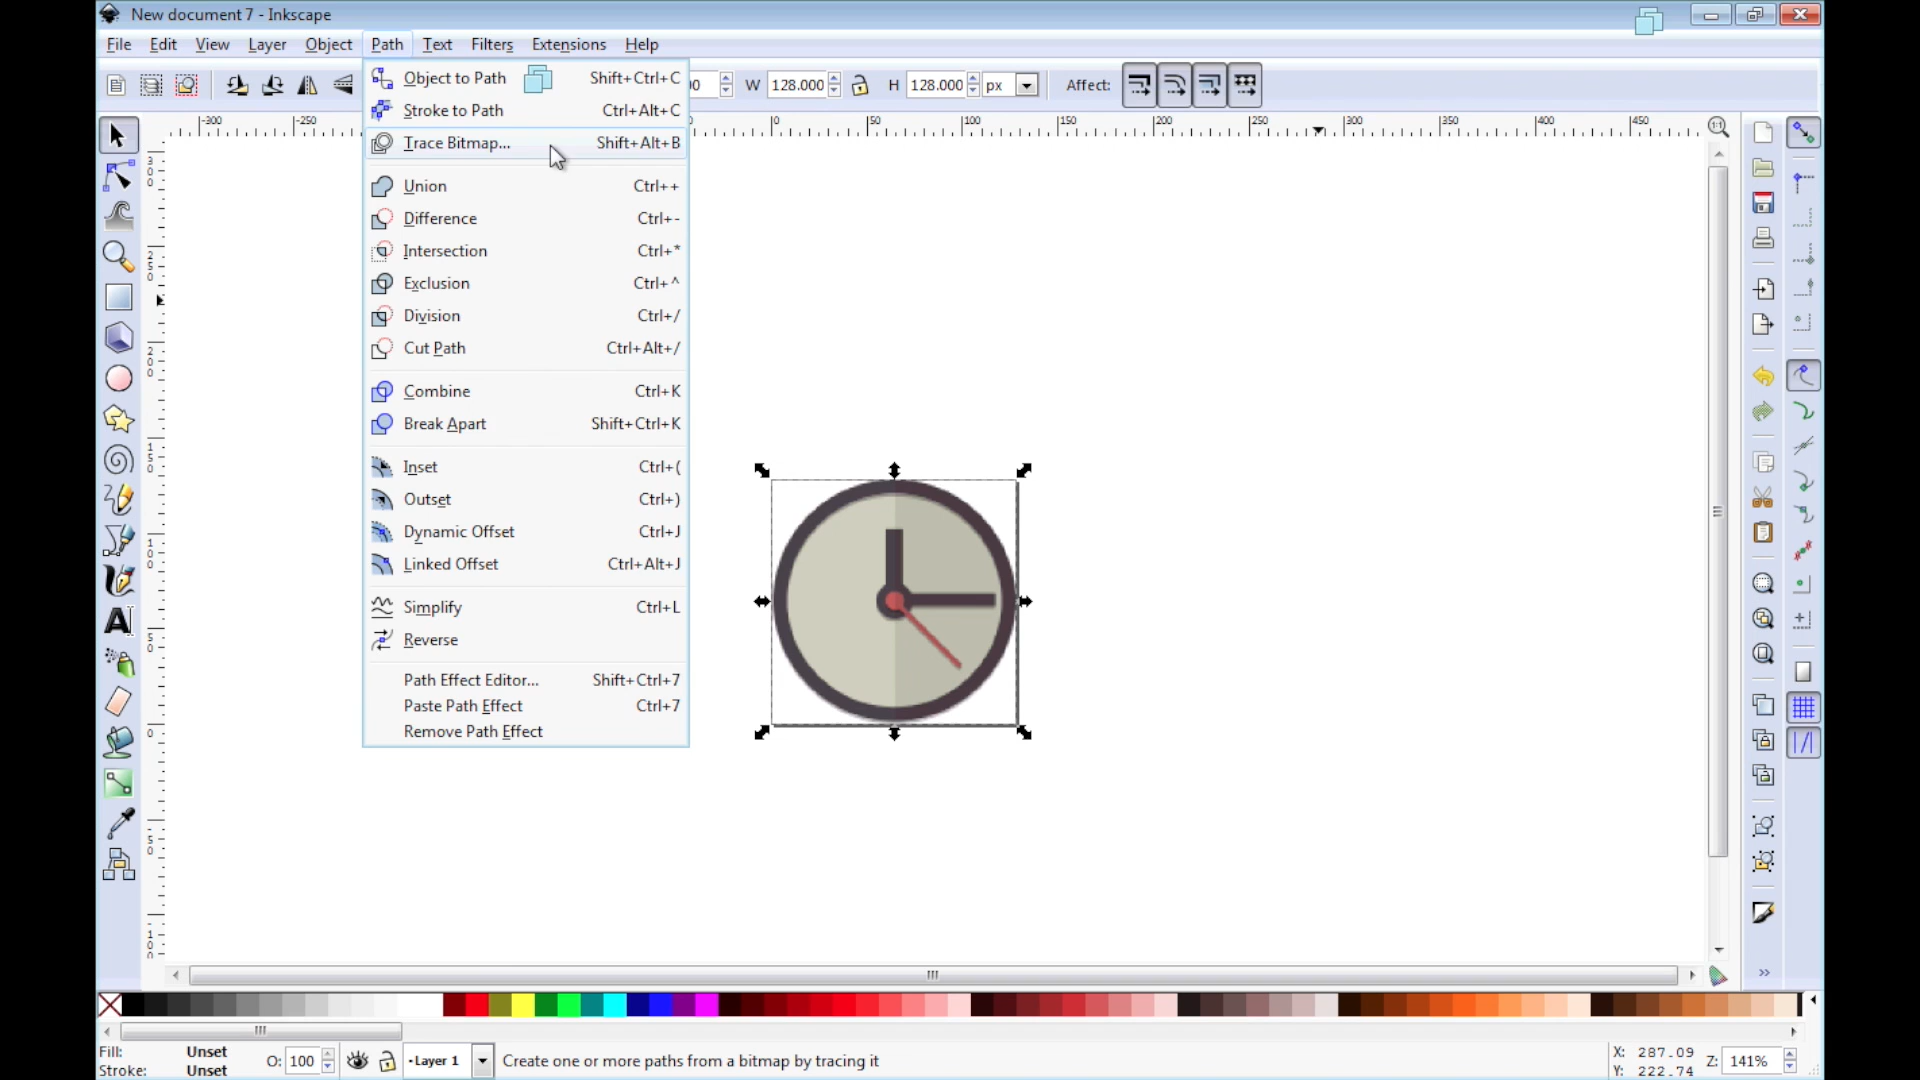 New document 7 - Inkscape
File Edit View Layer Object Path Text Filters Extensions Help
W 128.000 H 128.000 px Affect:
Object to Path Shift+Ctrl+C
Stroke to Path Ctrl+Alt+C
Trace Bitmap... Shift+Alt+B
Union Ctrl++
Difference Ctrl+-
Intersection Ctrl+*
Exclusion Ctrl+^
Division Ctrl+/
Cut Path Ctrl+Alt+/
Combine Ctrl+K
Break Apart Shift+Ctrl+K
Inset Ctrl+(
Outset Ctrl+)
Dynamic Offset Ctrl+J
Linked Offset Ctrl+Alt+J
Simplify Ctrl+L
Reverse
Path Effect Editor... Shift+Ctrl+7
Paste Path Effect Ctrl+7
Remove Path Effect
-300 -250 0 50 100 150 200 250 300 350 400 450
Fill: Unset
Stroke: Unset
O: 100
Layer 1
Create one or more paths from a bitmap by tracing it
X: 287.09
Y: 222.74
Z: 141%